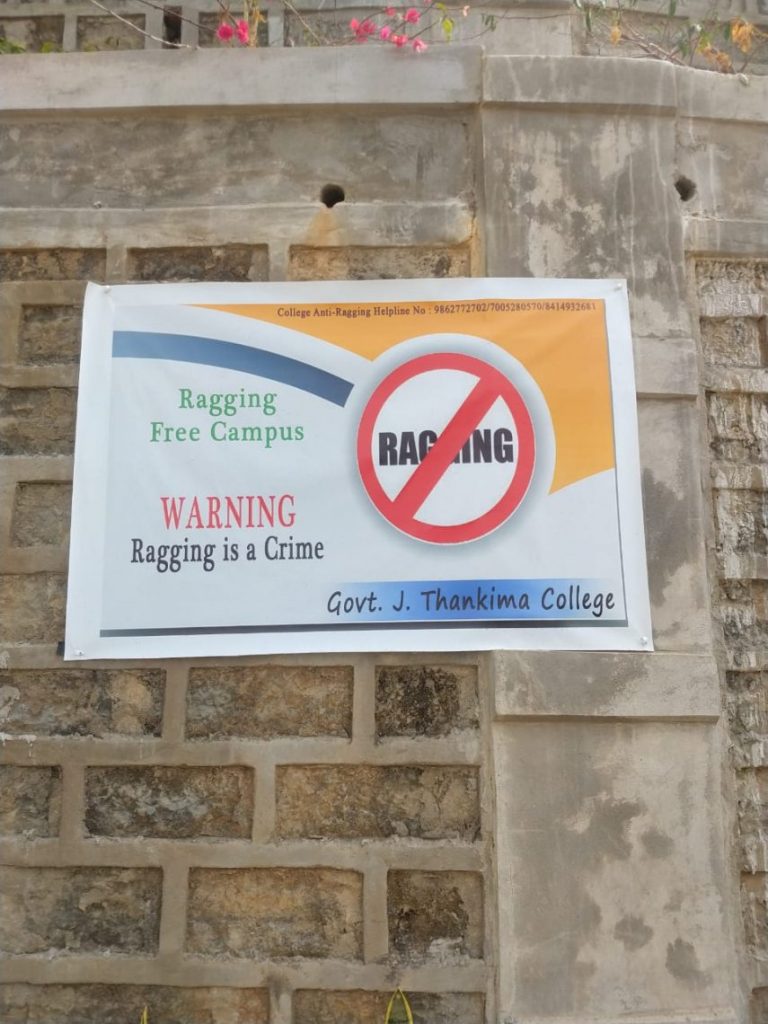 College Anti-Ragging Helpline No : 9862772702/7005280570/8414932681
Ragging
Free Campus
RAGGING
WARNING
Ragging is a Crime
Govt. J. Thankima College